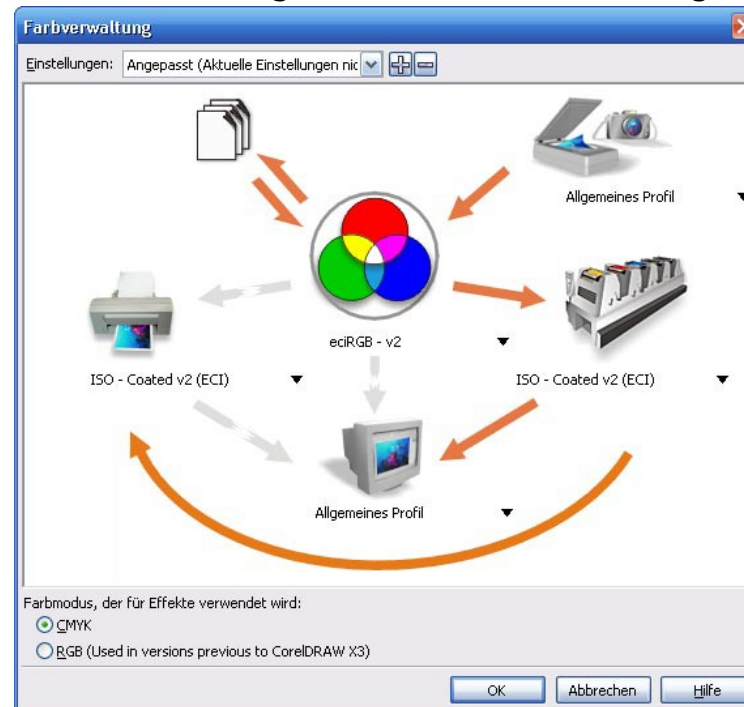 Farbverwaltung
Einstellungen: Angepasst (Aktuelle Einstellungen nic
Allgemeines Profil
eciRGB - v2
ISO - Coated v2 (ECI)
ISO - Coated v2 (ECI)
Allgemeines Profil
Farbmodus, der für Effekte verwendet wird:
CMYK
RGB (Used in versions previous to CorelDRAW X3)
OK Abbrechen Hilfe